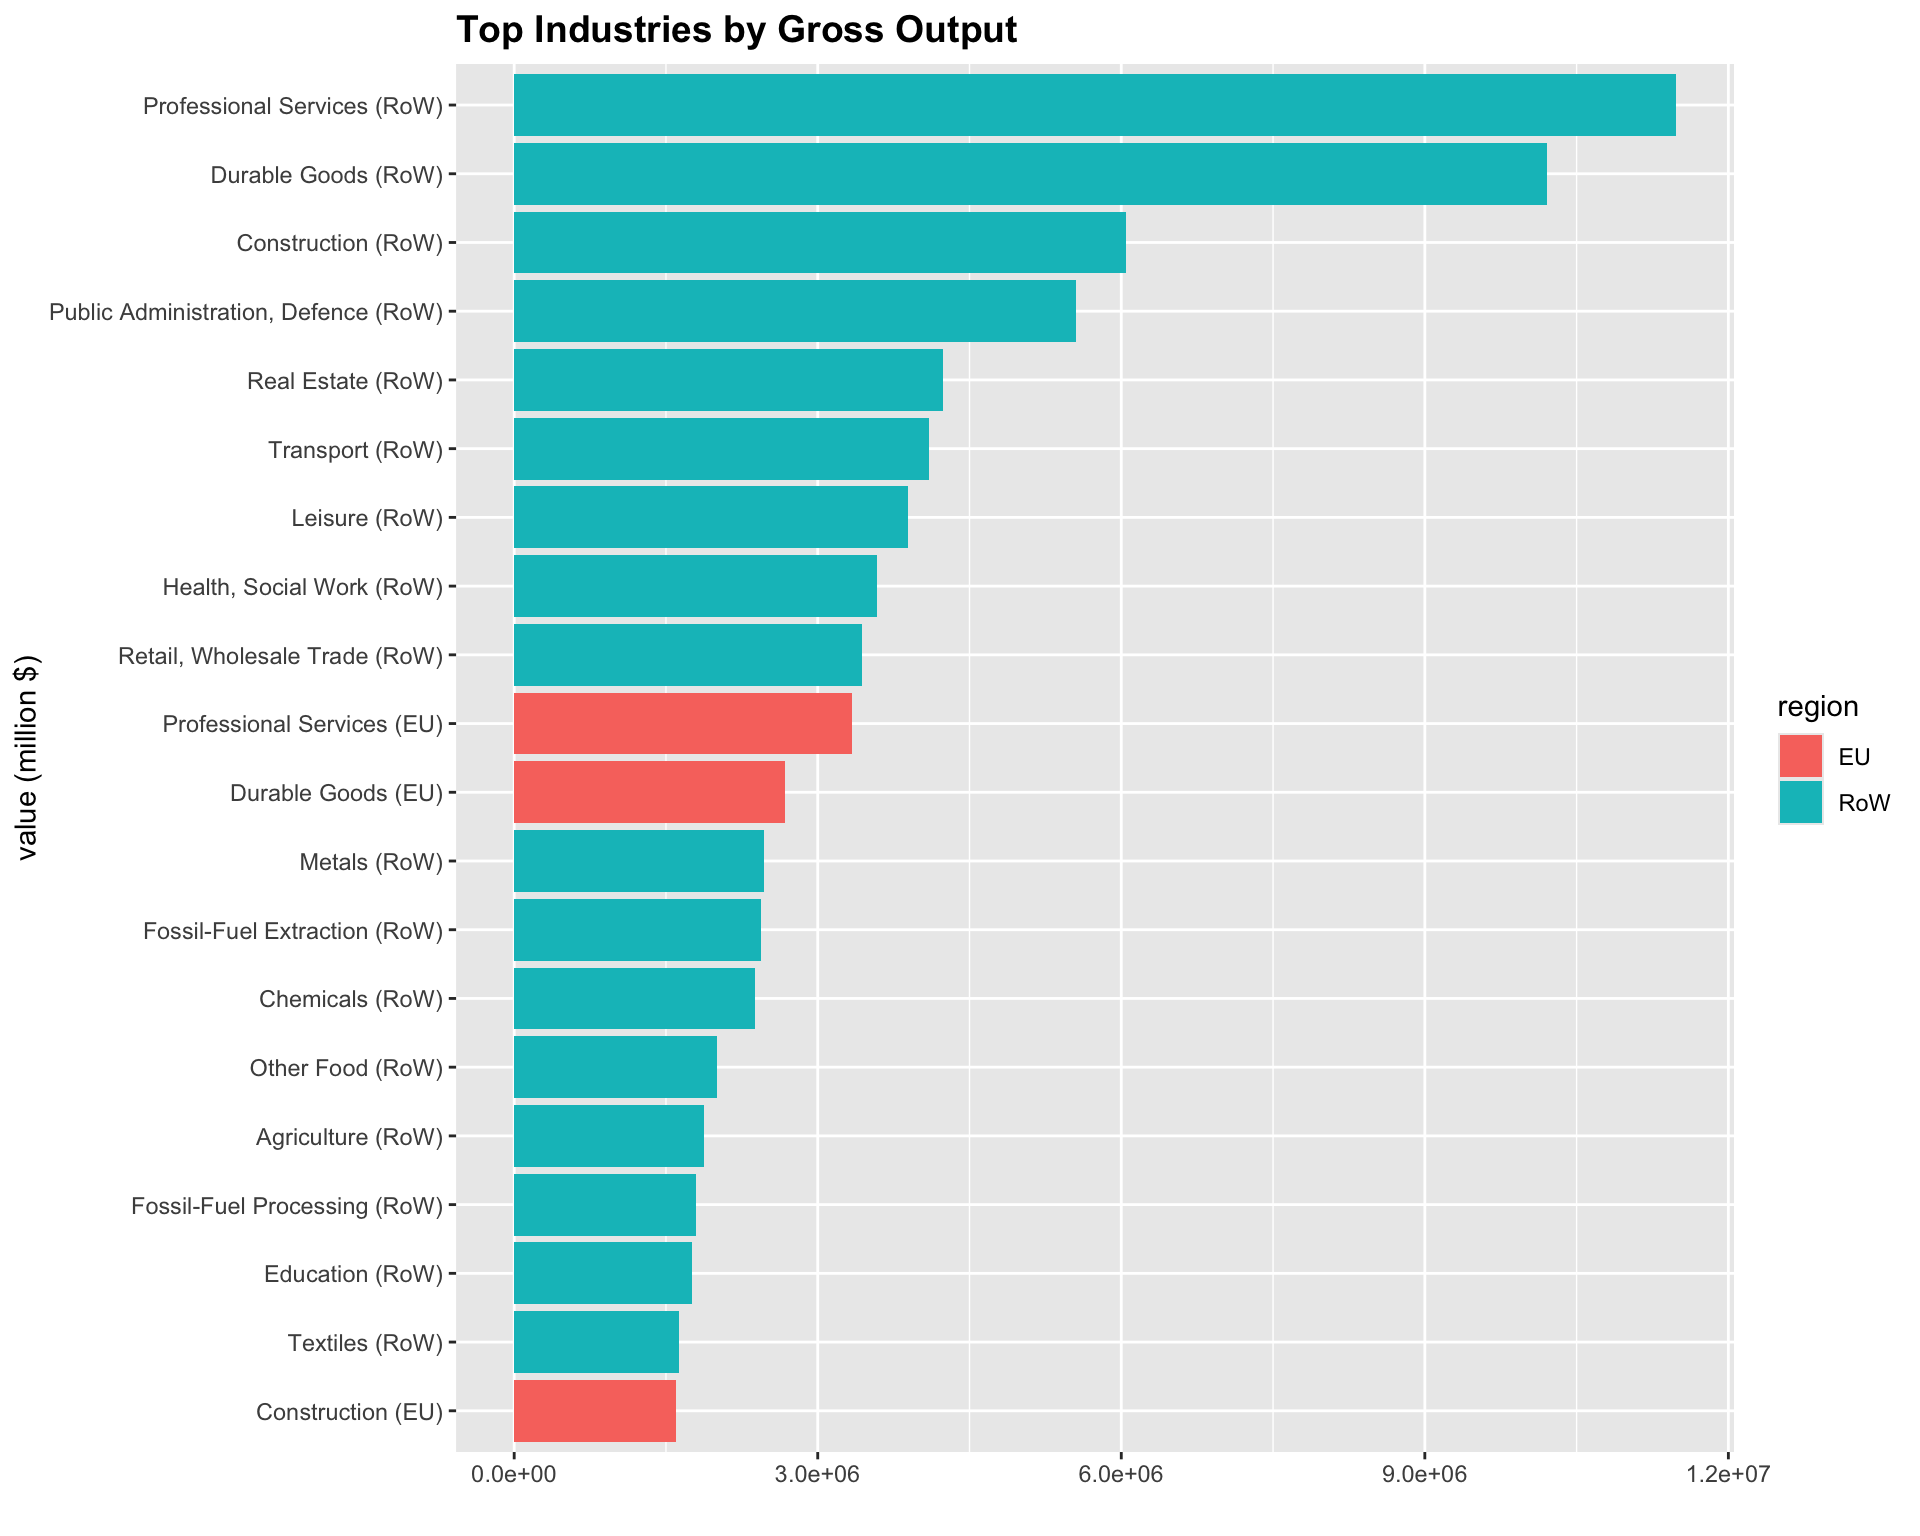 Top Industries by Gross Output
Professional Services (RoW)
Durable Goods (RoW)
Construction (RoW)
Public Administration, Defence (RoW)
Real Estate (RoW)
Transport (RoW)
Leisure (RoW)
Health, Social Work (RoW)
Retail, Wholesale Trade (RoW)
Professional Services (EU)
Durable Goods (EU)
Metals (RoW)
Fossil-Fuel Extraction (RoW)
Chemicals (RoW)
Other Food (RoW)
Agriculture (RoW)
Fossil-Fuel Processing (RoW)
Education (RoW)
Textiles (RoW)
Construction (EU)
value (million $)
0.0e+00 3.0e+06 6.0e+06 9.0e+06 1.2e+07
region
EU
RoW